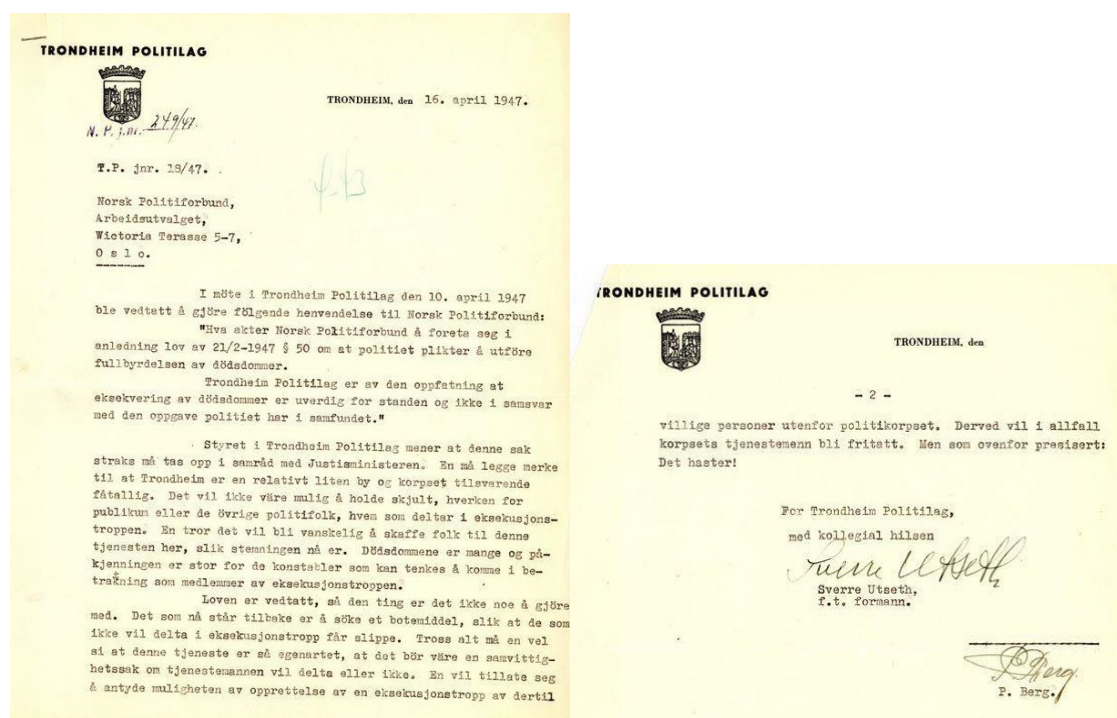 TRONDHEIM POLITILAG
TRONDHEIM, den 16. april 1947.
N. P. j.nr. 249/47.
T.P. jnr. 18/47.
Norsk Politiforbund,
Arbeidsutvalget,
Wictoria Terasse 5-7,
O s l o.
I möte i Trondheim Politilag den 10. april 1947
ble vedtatt å gjöre fölgende henvendelse til Norsk Politiforbund:
"Hva akter Norsk Politiforbund å foreta seg i
anledning lov av 21/2-1947 § 50 om at politiet plikter å utföre
fullbyrdelsen av dödsdommer.
Trondheim Politilag er av den oppfatning at
eksekvering av dödsdommer er uverdig for standen og ikke i samsvar
med den oppgave politiet har i samfundet."
Styret i Trondheim Politilag mener at denne sak
straks må tas opp i samråd med Justisministeren. En må legge merke
til at Trondheim er en relativt liten by og korpset tilsvarende
fåtallig. Det vil ikke väre mulig å holde skjult, hverken for
publikum eller de övrige politifolk, hvem som deltar i eksekusjons-
troppen. En tror det vil bli vanskelig å skaffe folk til denne
tjenesten her, slik stemningen nå er. Dödsdommene er mange og på-
kjenningen er stor for de konstabler som kan tenkes å komme i be-
traktning som medlemmer av eksekusjonstroppen.
Loven er vedtatt, så den ting er det ikke noe å gjöre
med. Det som nå står tilbake er å söke et botemiddel, slik at de som
ikke vil delta i eksekusjonstropp får slippe. Tross alt må en vel
si at denne tjeneste er så egenartet, at det bör väre en samvittig-
hetssak om tjenestemannen vil delta eller ikke. En vil tillate seg
å antyde muligheten av opprettelse av en eksekusjonstropp av dertil
TRONDHEIM POLITILAG
TRONDHEIM, den
- 2 -
villige personer utenfor politikorpset. Derved vil i allfall
korpsets tjenestemenn bli fritatt. Men som ovenfor presisert:
Det haster!
For Trondheim Politilag,
med kollegial hilsen
Sverre Utseth
Sverre Utseth,
f.t. formann.
P. Berg.
P. Berg.